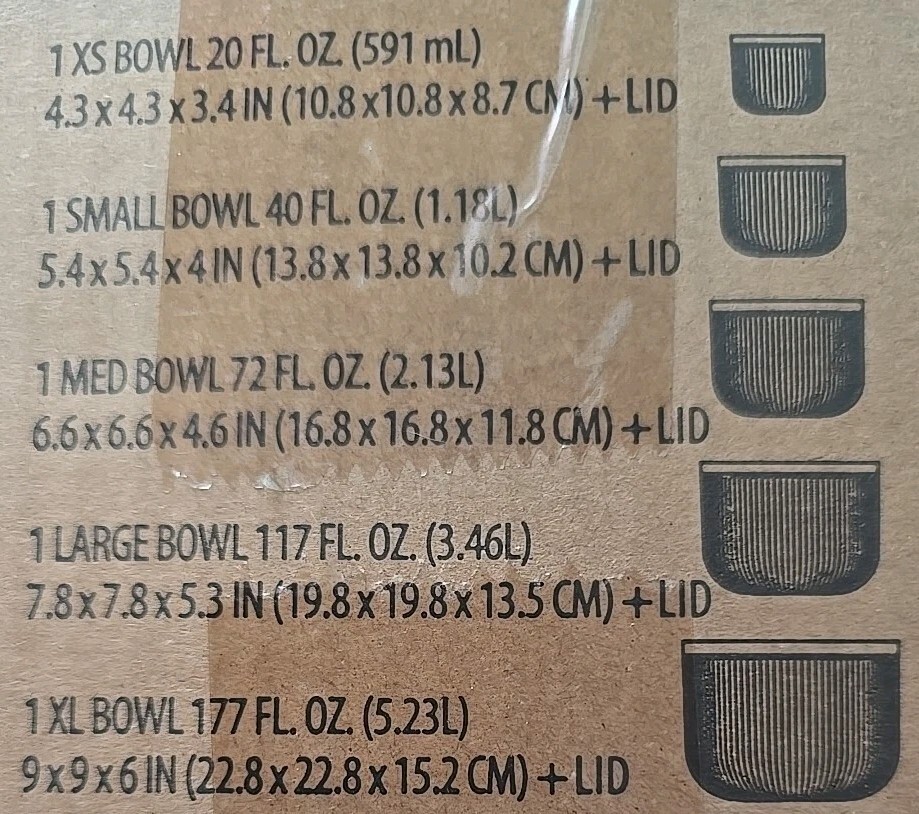 1 XS BOWL 20 FL. OZ. (591 mL)
4.3 x 4.3 x 3.4 IN (10.8 x 10.8 x 8.7 CM) + LID
1 SMALL BOWL 40 FL. OZ. (1.18L)
5.4 x 5.4 x 4 IN (13.8 x 13.8 x 10.2 CM) + LID
1 MED BOWL 72 FL. OZ. (2.13L)
6.6 x 6.6 x 4.6 IN (16.8 x 16.8 x 11.8 CM) + LID
1 LARGE BOWL 117 FL. OZ. (3.46L)
7.8 x 7.8 x 5.3 IN (19.8 x 19.8 x 13.5 CM) + LID
1 XL BOWL 177 FL. OZ. (5.23L)
9 x 9 x 6 IN (22.8 x 22.8 x 15.2 CM) + LID